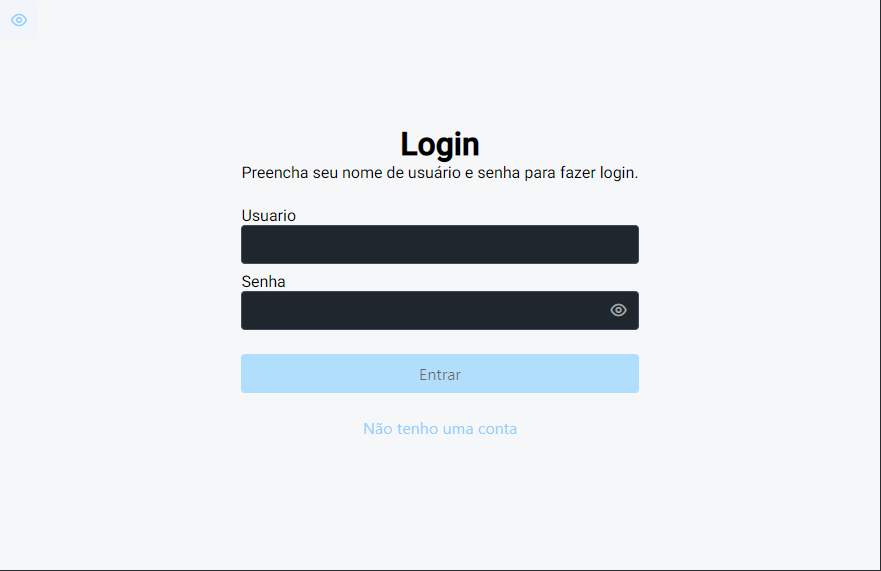 Login
Preencha seu nome de usuário e senha para fazer login.
Usuario
Senha
Entrar
Não tenho uma conta